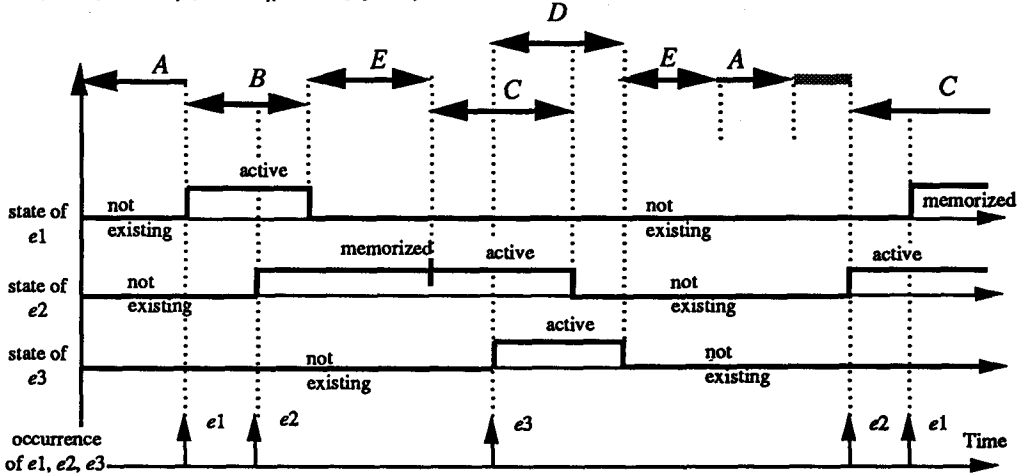 D
A
E
E
A
B
C
C
active
state of
e1
not
existing
not
existing
memorized
memorized
active
active
state of
e2
not
existing
not
existing
active
state of
e3
not
existing
not
existing
e1
e2
e3
e2
e1
Time
occurrence
of e1, e2, e3